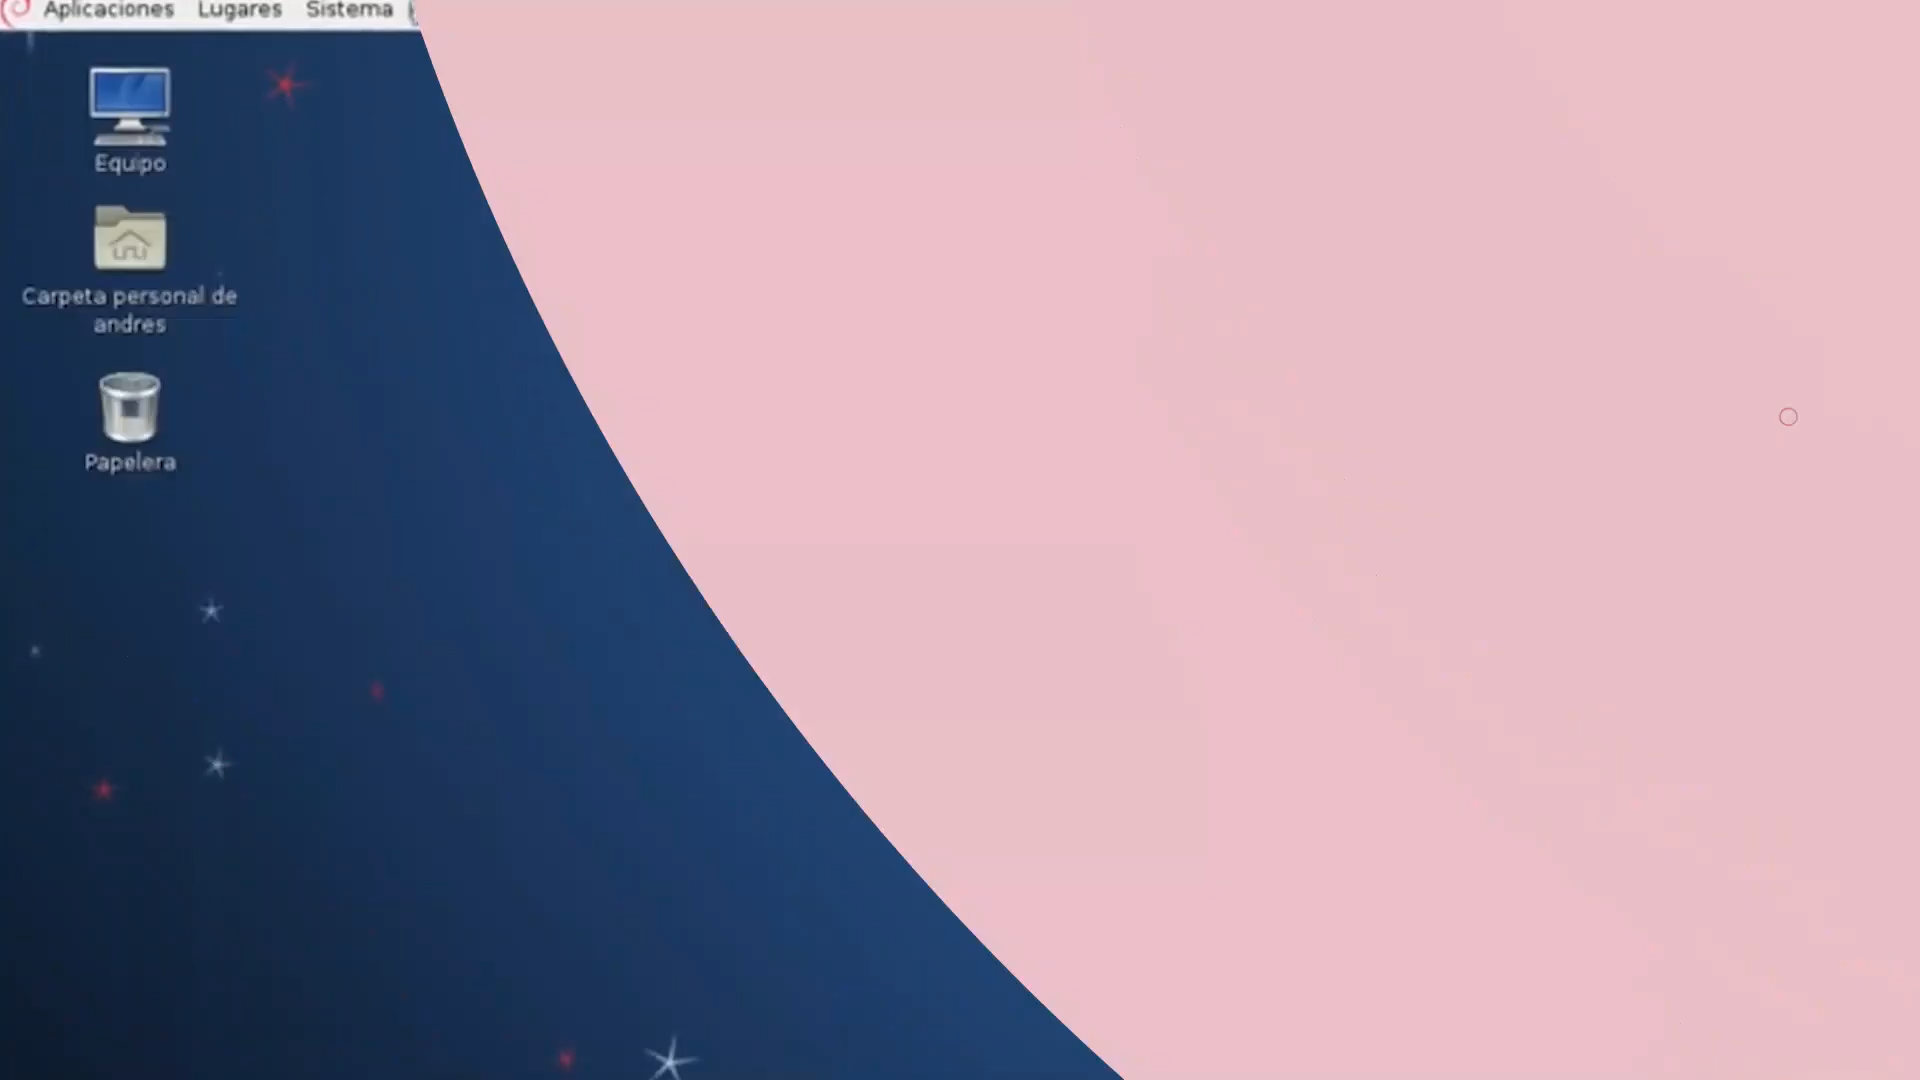 Aplicaciones Lugares Sistema
Equipo
Carpeta personal de
andres
Papelera